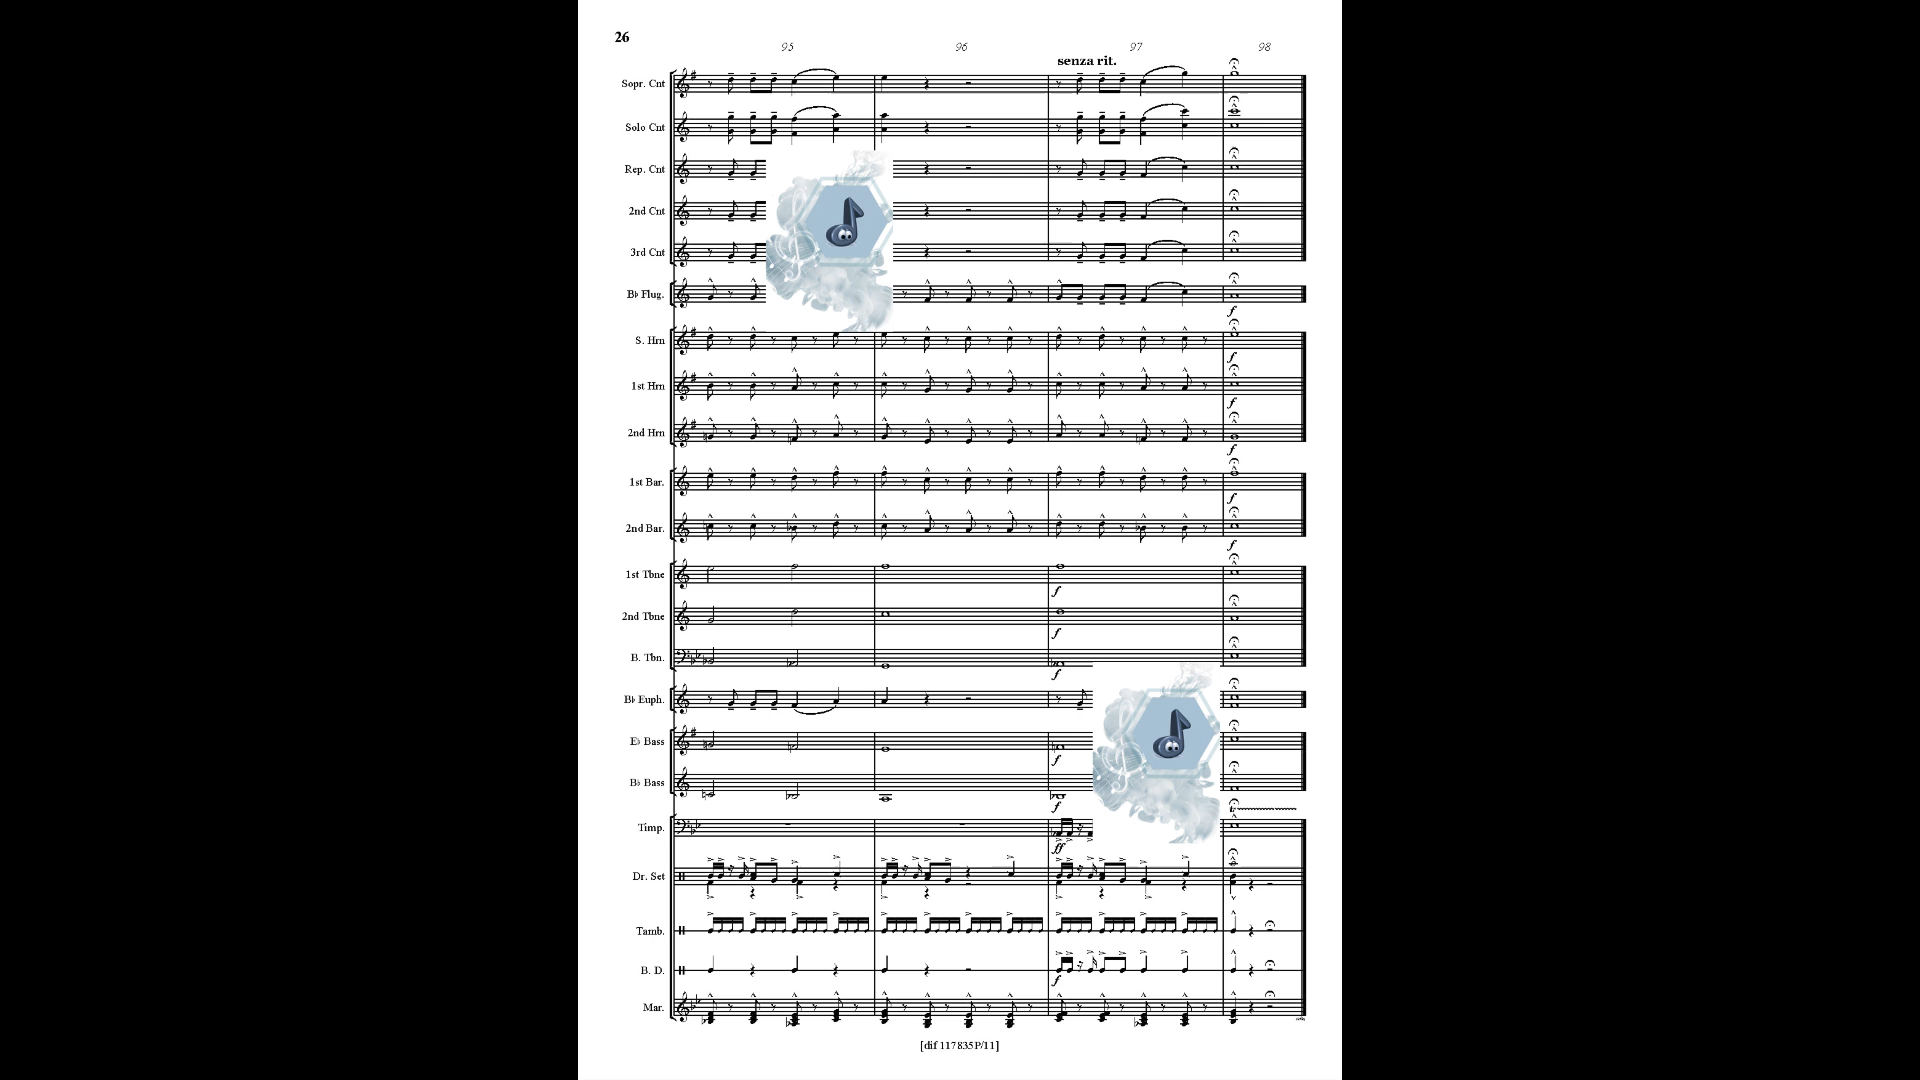 26
95 96 97 98
senza rit.
Sopr. Cnt
Solo Cnt
Rep. Cnt
2nd Cnt
3rd Cnt
B♭ Flug.
f
S. Hrn
f
1st Hrn
f
2nd Hrn
f
1st Bar.
f
2nd Bar.
f
1st Tbne
f
2nd Tbne
f
B. Tbn.
f
B♭ Euph.
E♭ Bass
f
B♭ Bass
f
tr
Timp.
ff
Dr. Set
Tamb.
B. D.
f
Mar.
[dif 117835P/11]